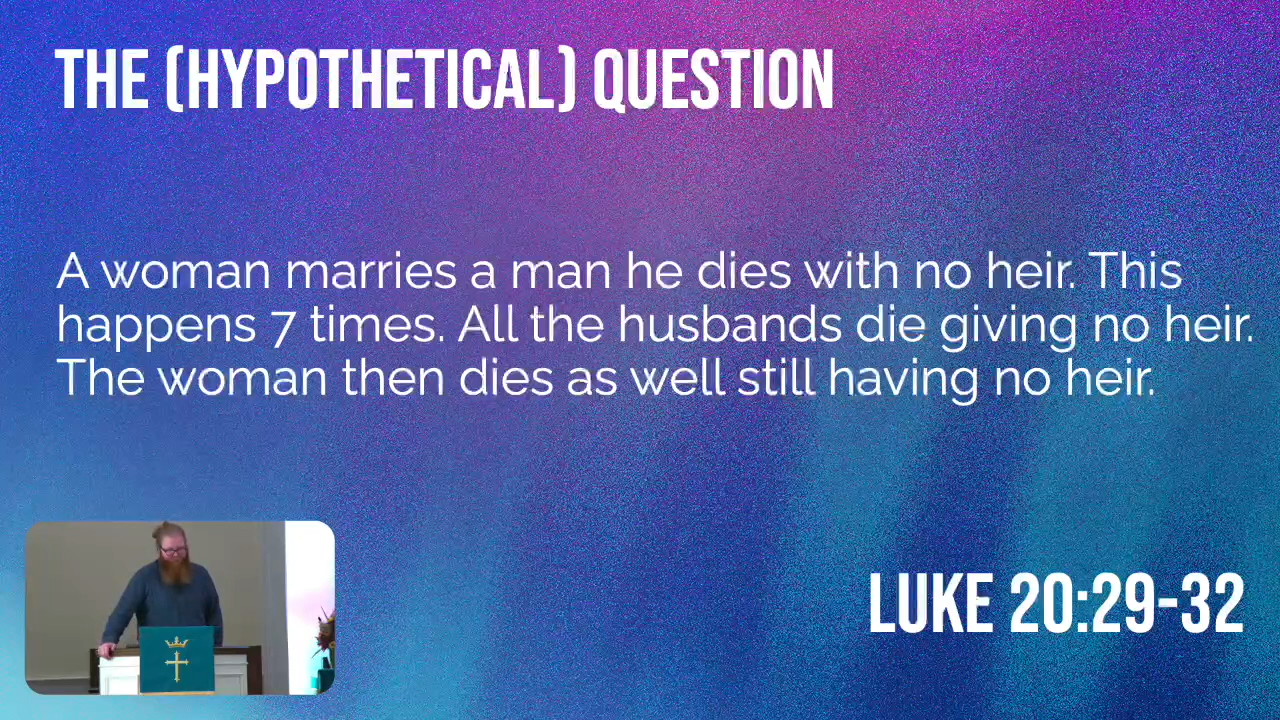 THE (HYPOTHETICAL) QUESTION
A woman marries a man he dies with no heir. This
happens 7 times. All the husbands die giving no heir.
The woman then dies as well still having no heir.
LUKE 20:29-32